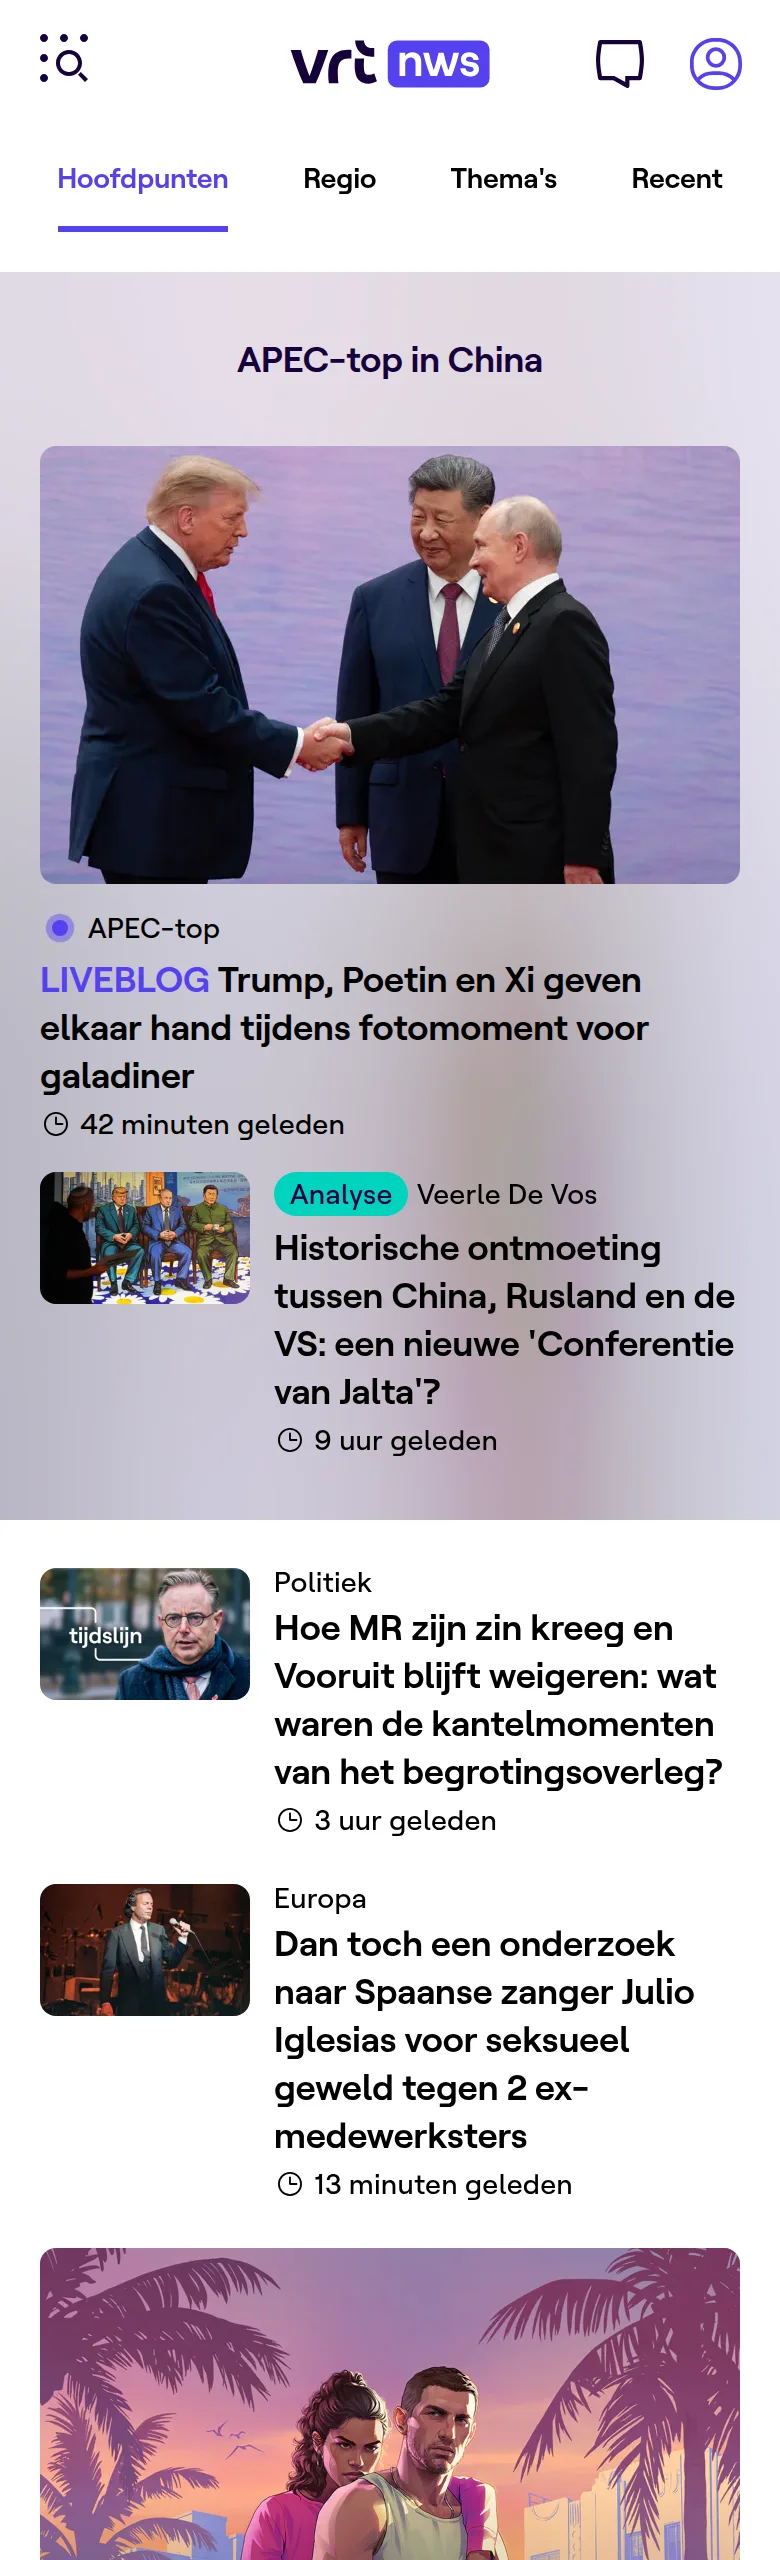 vrt nws
Hoofdpunten Regio Thema's Recent
APEC-top in China
APEC-top
LIVEBLOG Trump, Poetin en Xi geven
elkaar hand tijdens fotomoment voor
galadiner
42 minuten geleden
Analyse Veerle De Vos
Historische ontmoeting
tussen China, Rusland en de
VS: een nieuwe 'Conferentie
van Jalta'?
9 uur geleden
tijdslijn
Politiek
Hoe MR zijn zin kreeg en
Vooruit blijft weigeren: wat
waren de kantelmomenten
van het begrotingsoverleg?
3 uur geleden
Europa
Dan toch een onderzoek
naar Spaanse zanger Julio
Iglesias voor seksueel
geweld tegen 2 ex-
medewerksters
13 minuten geleden